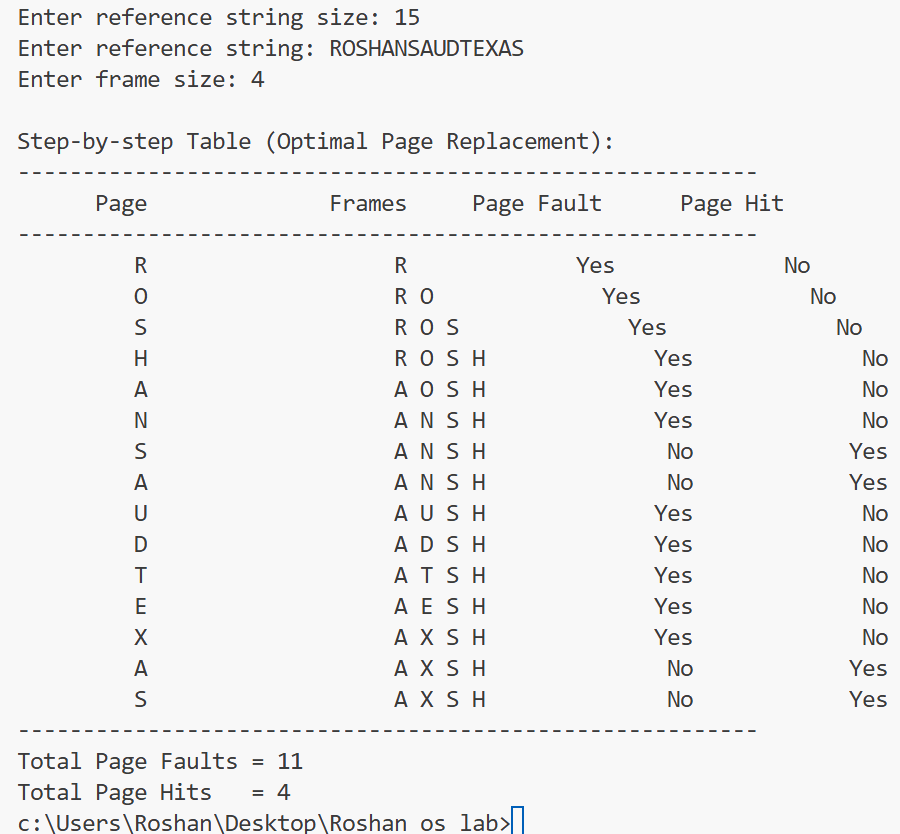 Enter reference string size: 15
Enter reference string: ROSHANSAUDTEXAS
Enter frame size: 4
Step-by-step Table (Optimal Page Replacement):
---------------------------------------------------------
Page Frames Page Fault Page Hit
---------------------------------------------------------
R R Yes No
O R O Yes No
S R O S Yes No
H R O S H Yes No
A A O S H Yes No
N A N S H Yes No
S A N S H No Yes
A A N S H No Yes
U A U S H Yes No
D A D S H Yes No
T A T S H Yes No
E A E S H Yes No
X A X S H Yes No
A A X S H No Yes
S A X S H No Yes
---------------------------------------------------------
Total Page Faults = 11
Total Page Hits   = 4
c:\Users\Roshan\Desktop\Roshan os lab>